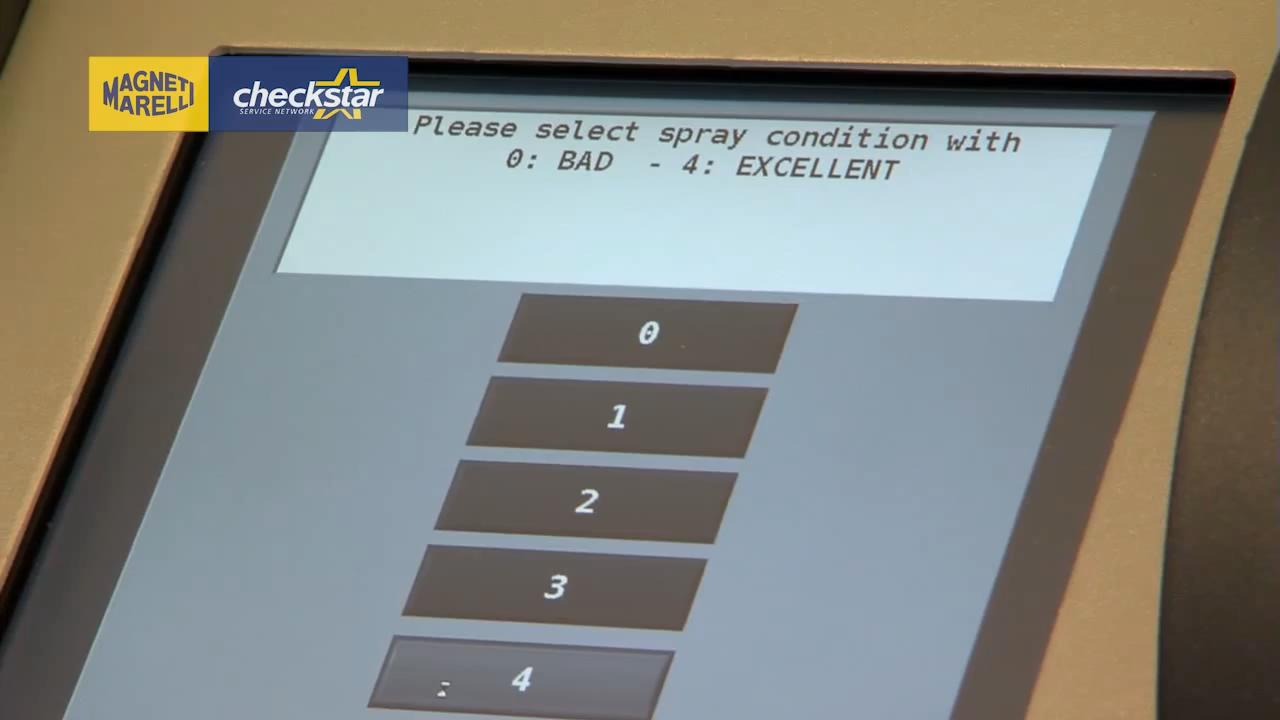 MAGNETI
MARELLI
checkstar
SERVICE NETWORK
Please select spray condition with
0: BAD - 4: EXCELLENT
0
1
2
3
4